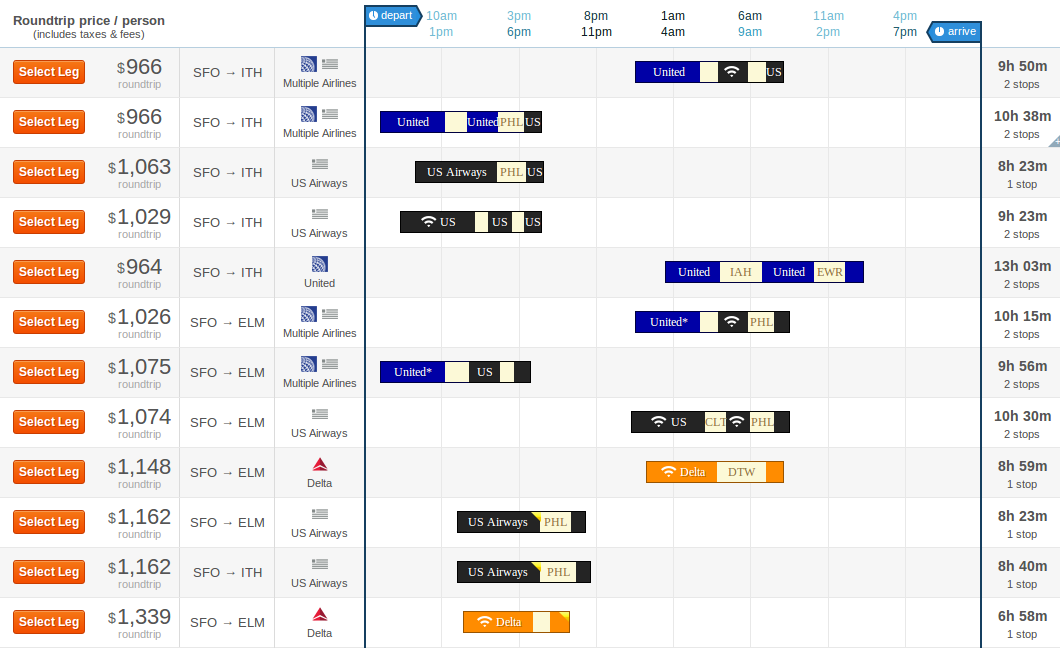 Roundtrip price / person
(includes taxes & fees)
depart 10am 3pm 8pm 1am 6am 11am 4pm
1pm 6pm 11pm 4am 9am 2pm 7pm arrive
Select Leg $966 roundtrip SFO → ITH Multiple Airlines United US 9h 50m 2 stops
Select Leg $966 roundtrip SFO → ITH Multiple Airlines United United PHL US 10h 38m 2 stops
Select Leg $1,063 roundtrip SFO → ITH US Airways US Airways PHL US 8h 23m 1 stop
Select Leg $1,029 roundtrip SFO → ITH US Airways US US US 9h 23m 2 stops
Select Leg $964 roundtrip SFO → ITH United United IAH United EWR 13h 03m 2 stops
Select Leg $1,026 roundtrip SFO → ELM Multiple Airlines United* PHL 10h 15m 2 stops
Select Leg $1,075 roundtrip SFO → ELM Multiple Airlines United* US 9h 56m 2 stops
Select Leg $1,074 roundtrip SFO → ELM US Airways US CLT PHL 10h 30m 2 stops
Select Leg $1,148 roundtrip SFO → ELM Delta Delta DTW 8h 59m 1 stop
Select Leg $1,162 roundtrip SFO → ELM US Airways US Airways PHL 8h 23m 1 stop
Select Leg $1,162 roundtrip SFO → ITH US Airways US Airways PHL 8h 40m 1 stop
Select Leg $1,339 roundtrip SFO → ELM Delta Delta 6h 58m 1 stop